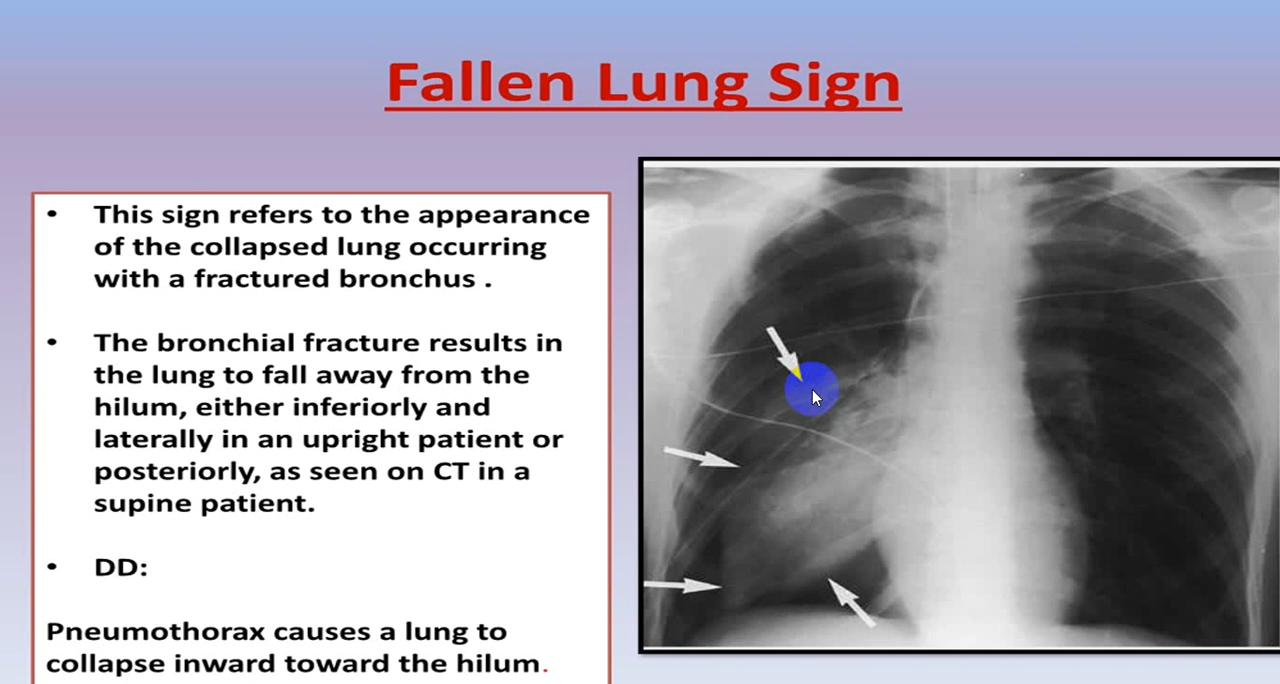 Fallen Lung Sign
• This sign refers to the appearance
of the collapsed lung occurring
with a fractured bronchus .
• The bronchial fracture results in
the lung to fall away from the
hilum, either inferiorly and
laterally in an upright patient or
posteriorly, as seen on CT in a
supine patient.
• DD:
Pneumothorax causes a lung to
collapse inward toward the hilum.